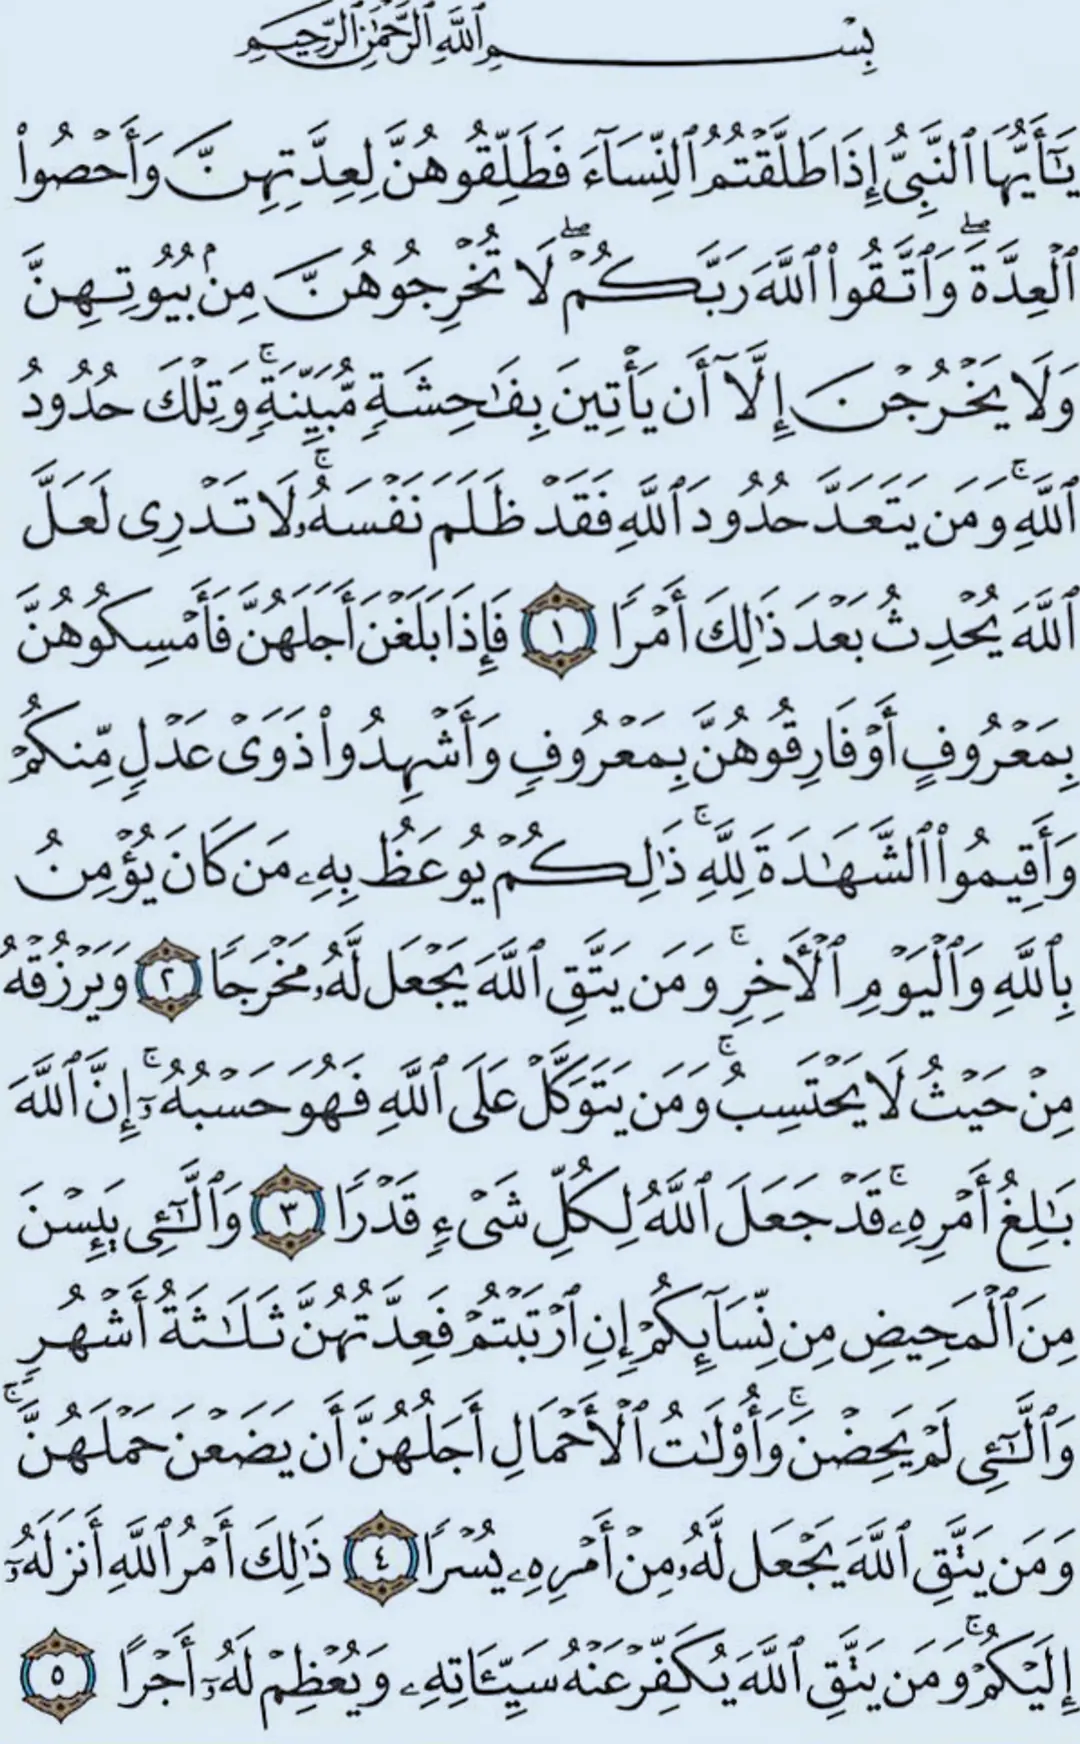 بِسْمِ ٱللَّهِ ٱلرَّحْمَٰنِ ٱلرَّحِيمِ
يَٰٓأَيُّهَا ٱلنَّبِىُّ إِذَا طَلَّقْتُمُ ٱلنِّسَآءَ فَطَلِّقُوهُنَّ لِعِدَّتِهِنَّ وَأَحْصُوا۟
ٱلْعِدَّةَ ۖ وَٱتَّقُوا۟ ٱللَّهَ رَبَّكُمْ ۖ لَا تُخْرِجُوهُنَّ مِنۢ بُيُوتِهِنَّ
وَلَا يَخْرُجْنَ إِلَّآ أَن يَأْتِينَ بِفَٰحِشَةٍ مُّبَيِّنَةٍ ۚ وَتِلْكَ حُدُودُ
ٱللَّهِ ۚ وَمَن يَتَعَدَّ حُدُودَ ٱللَّهِ فَقَدْ ظَلَمَ نَفْسَهُۥ ۚ لَا تَدْرِى لَعَلَّ
ٱللَّهَ يُحْدِثُ بَعْدَ ذَٰلِكَ أَمْرًا ١ فَإِذَا بَلَغْنَ أَجَلَهُنَّ فَأَمْسِكُوهُنَّ
بِمَعْرُوفٍ أَوْ فَارِقُوهُنَّ بِمَعْرُوفٍ وَأَشْهِدُوا۟ ذَوَىْ عَدْلٍ مِّنكُمْ
وَأَقِيمُوا۟ ٱلشَّهَٰدَةَ لِلَّهِ ۚ ذَٰلِكُمْ يُوعَظُ بِهِۦ مَن كَانَ يُؤْمِنُ
بِٱللَّهِ وَٱلْيَوْمِ ٱلْأَخِرِ ۚ وَمَن يَتَّقِ ٱللَّهَ يَجْعَل لَّهُۥ مَخْرَجًا ٢ وَيَرْزُقْهُ
مِنْ حَيْثُ لَا يَحْتَسِبُ ۚ وَمَن يَتَوَكَّلْ عَلَى ٱللَّهِ فَهُوَ حَسْبُهُۥٓ ۚ إِنَّ ٱللَّهَ
بَٰلِغُ أَمْرِهِۦ ۚ قَدْ جَعَلَ ٱللَّهُ لِكُلِّ شَىْءٍ قَدْرًا ٣ وَٱلَّٰٓـِٔى يَئِسْنَ
مِنَ ٱلْمَحِيضِ مِن نِّسَآئِكُمْ إِنِ ٱرْتَبْتُمْ فَعِدَّتُهُنَّ ثَلَٰثَةُ أَشْهُرٍ
وَٱلَّٰٓـِٔى لَمْ يَحِضْنَ ۚ وَأُو۟لَٰتُ ٱلْأَحْمَالِ أَجَلُهُنَّ أَن يَضَعْنَ حَمْلَهُنَّ ۚ
وَمَن يَتَّقِ ٱللَّهَ يَجْعَل لَّهُۥ مِنْ أَمْرِهِۦ يُسْرًا ٤ ذَٰلِكَ أَمْرُ ٱللَّهِ أَنزَلَهُۥٓ
إِلَيْكُمْ ۚ وَمَن يَتَّقِ ٱللَّهَ يُكَفِّرْ عَنْهُ سَيِّـَٔاتِهِۦ وَيُعْظِمْ لَهُۥٓ أَجْرًا ٥